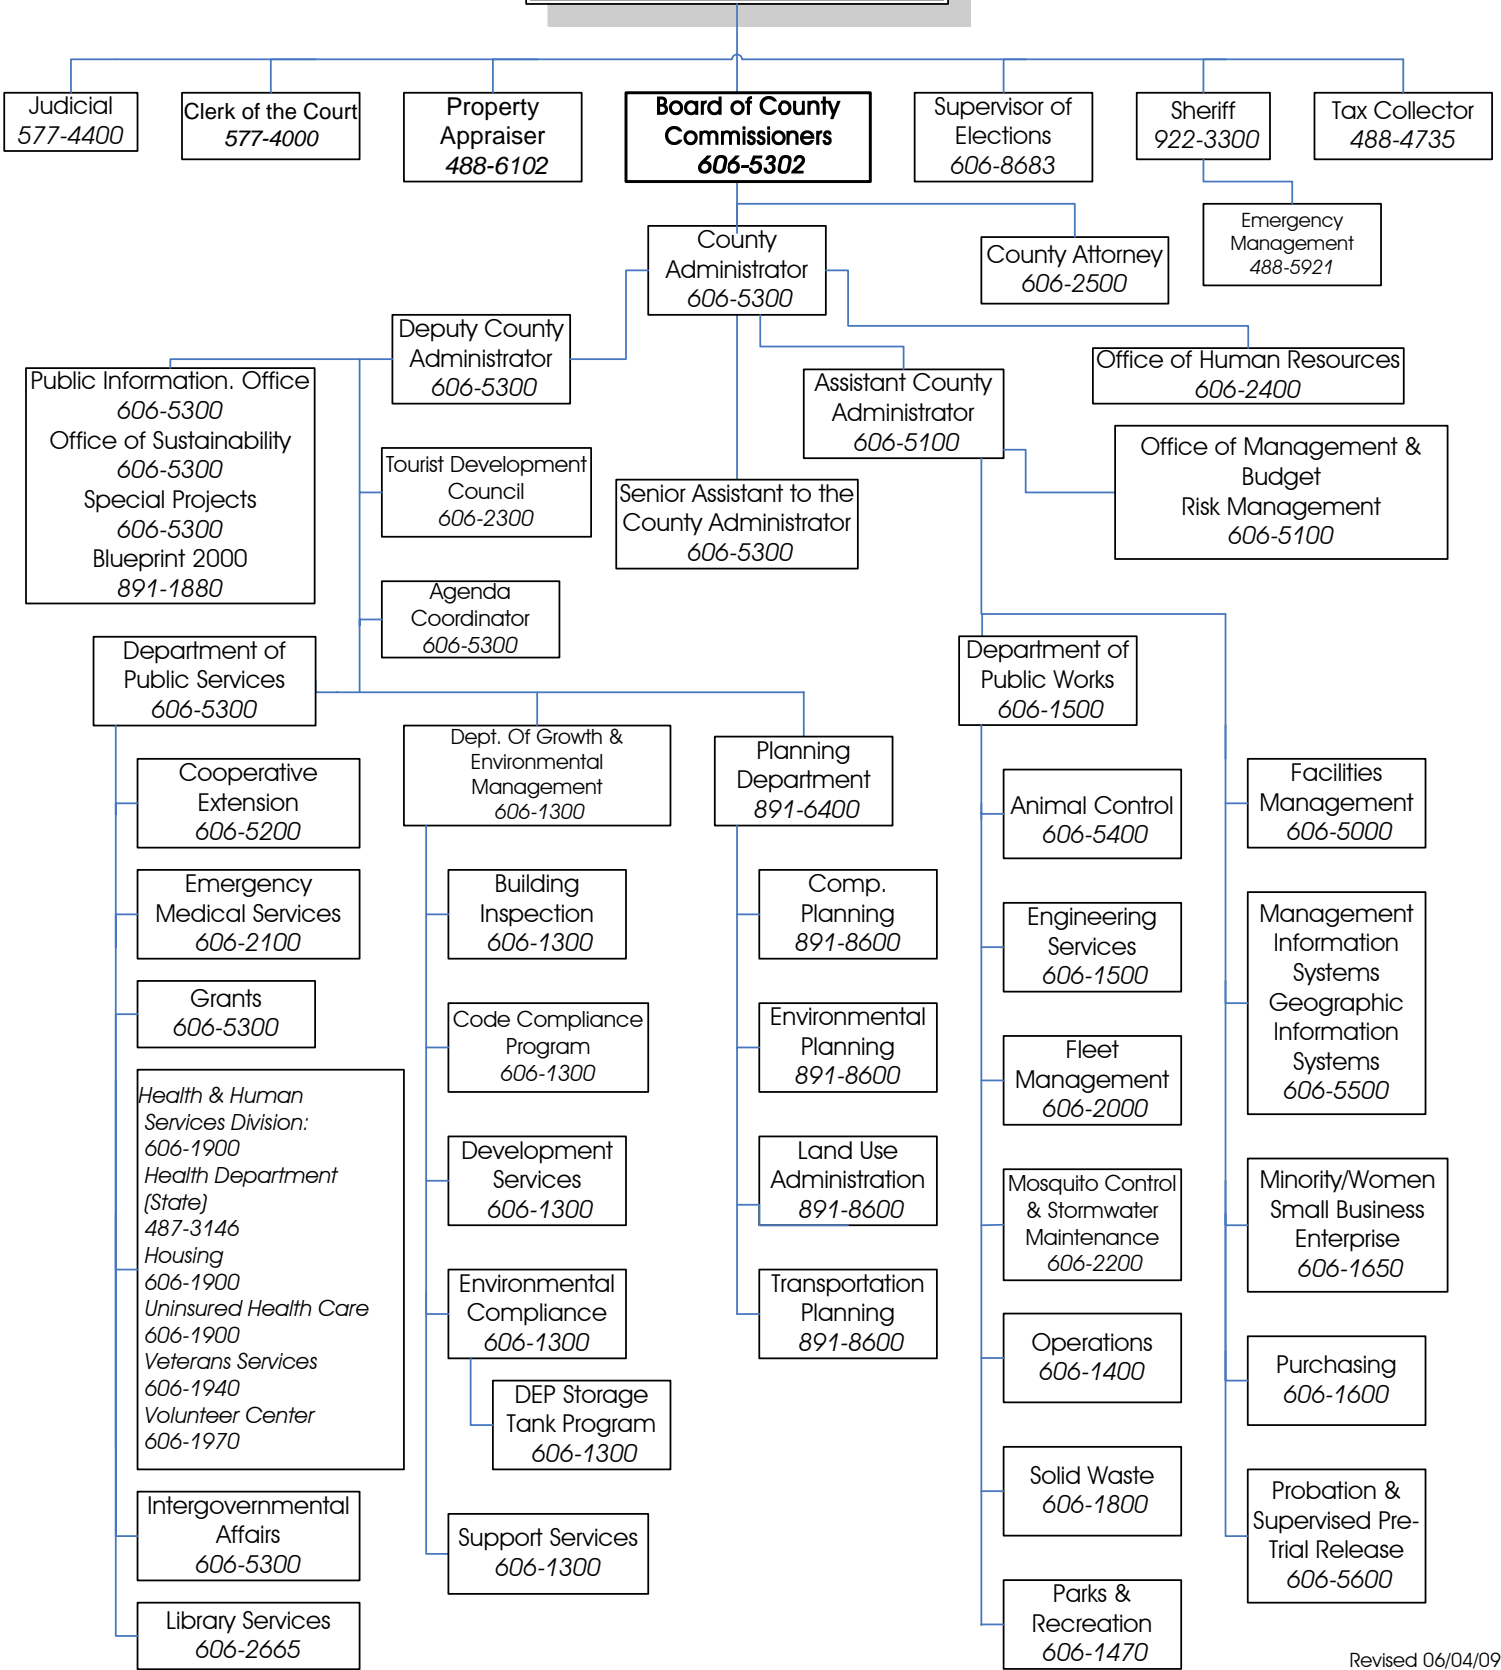 Judicial
577-4400
Clerk of the Court
577-4000
Property
Appraiser
488-6102
Board of County
Commissioners
606-5302
Supervisor of
Elections
606-8683
Sheriff
922-3300
Tax Collector
488-4735
Emergency
Management
488-5921
County
Administrator
606-5300
County Attorney
606-2500
Deputy County
Administrator
606-5300
Office of Human Resources
606-2400
Public Information. Office
606-5300
Office of Sustainability
606-5300
Special Projects
606-5300
Blueprint 2000
891-1880
Assistant County
Administrator
606-5100
Office of Management &
Budget
Risk Management
606-5100
Tourist Development
Council
606-2300
Senior Assistant to the
County Administrator
606-5300
Agenda
Coordinator
606-5300
Department of
Public Services
606-5300
Cooperative
Extension
606-5200
Emergency
Medical Services
606-2100
Grants
606-5300
Health & Human
Services Division:
606-1900
Health Department
(State)
487-3146
Housing
606-1900
Uninsured Health Care
606-1900
Veterans Services
606-1940
Volunteer Center
606-1970
Intergovernmental
Affairs
606-5300
Library Services
606-2665
Dept. Of Growth &
Environmental
Management
606-1300
Building
Inspection
606-1300
Code Compliance
Program
606-1300
Development
Services
606-1300
Environmental
Compliance
606-1300
DEP Storage
Tank Program
606-1300
Support Services
606-1300
Planning
Department
891-6400
Comp.
Planning
891-8600
Environmental
Planning
891-8600
Land Use
Administration
891-8600
Transportation
Planning
891-8600
Department of
Public Works
606-1500
Animal Control
606-5400
Engineering
Services
606-1500
Fleet
Management
606-2000
Mosquito Control
& Stormwater
Maintenance
606-2200
Operations
606-1400
Solid Waste
606-1800
Parks &
Recreation
606-1470
Facilities
Management
606-5000
Management
Information
Systems
Geographic
Information
Systems
606-5500
Minority/Women
Small Business
Enterprise
606-1650
Purchasing
606-1600
Probation &
Supervised Pre-
Trial Release
606-5600
Revised 06/04/09